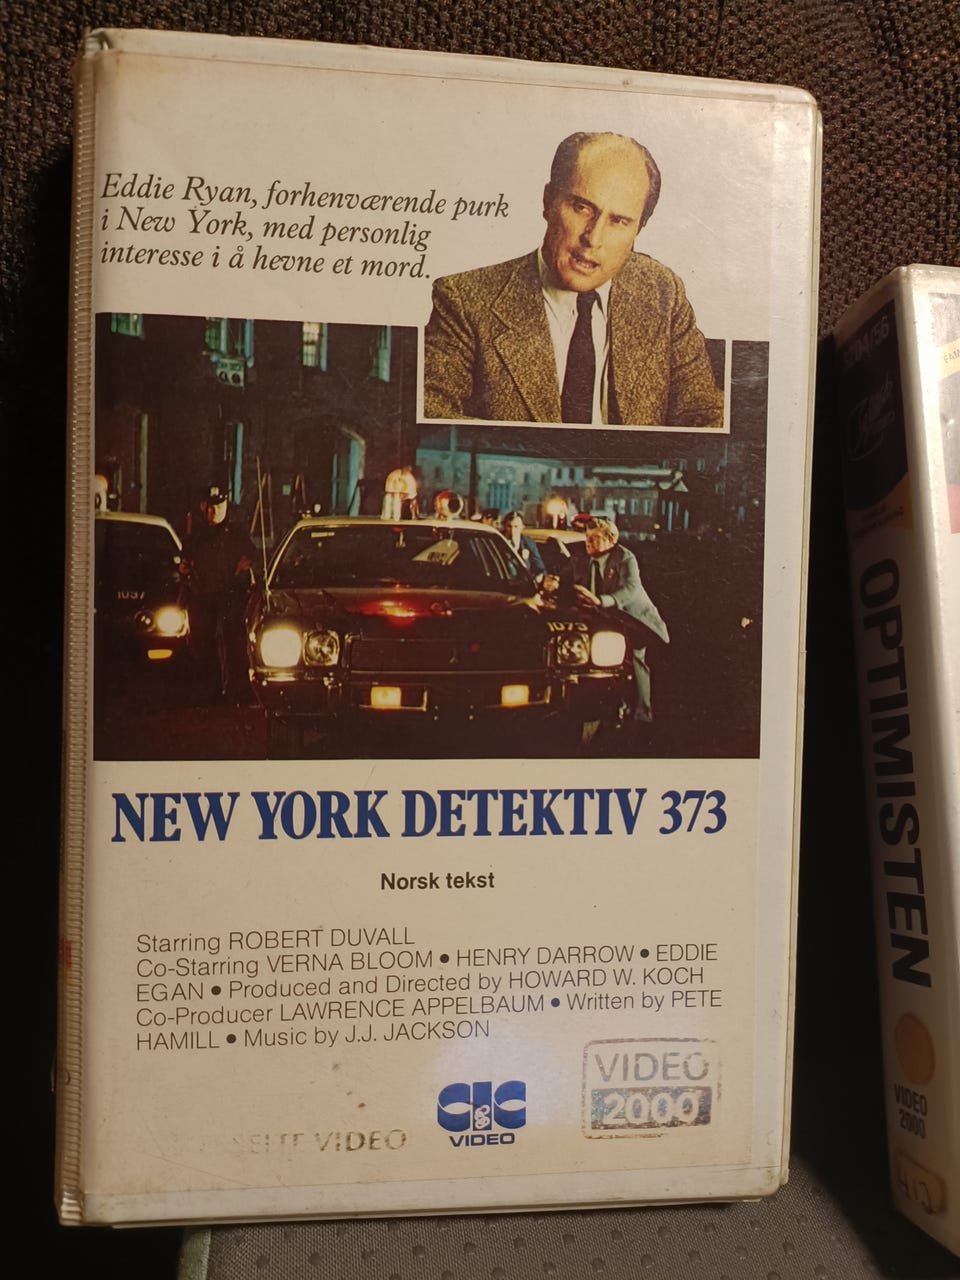 Eddie Ryan, forhenværende purk
i New York, med personlig
interesse i å hevne et mord.
1037
1073
NEW YORK DETEKTIV 373
Norsk tekst
Starring ROBERT DUVALL
Co-Starring VERNA BLOOM • HENRY DARROW • EDDIE
EGAN • Produced and Directed by HOWARD W. KOCH
Co-Producer LAWRENCE APPELBAUM • Written by PETE
HAMILL • Music by J.J. JACKSON
VIDEO
2000
CIC
VIDEO
VIDEO
OPTIMISTEN
VIDEO
2000